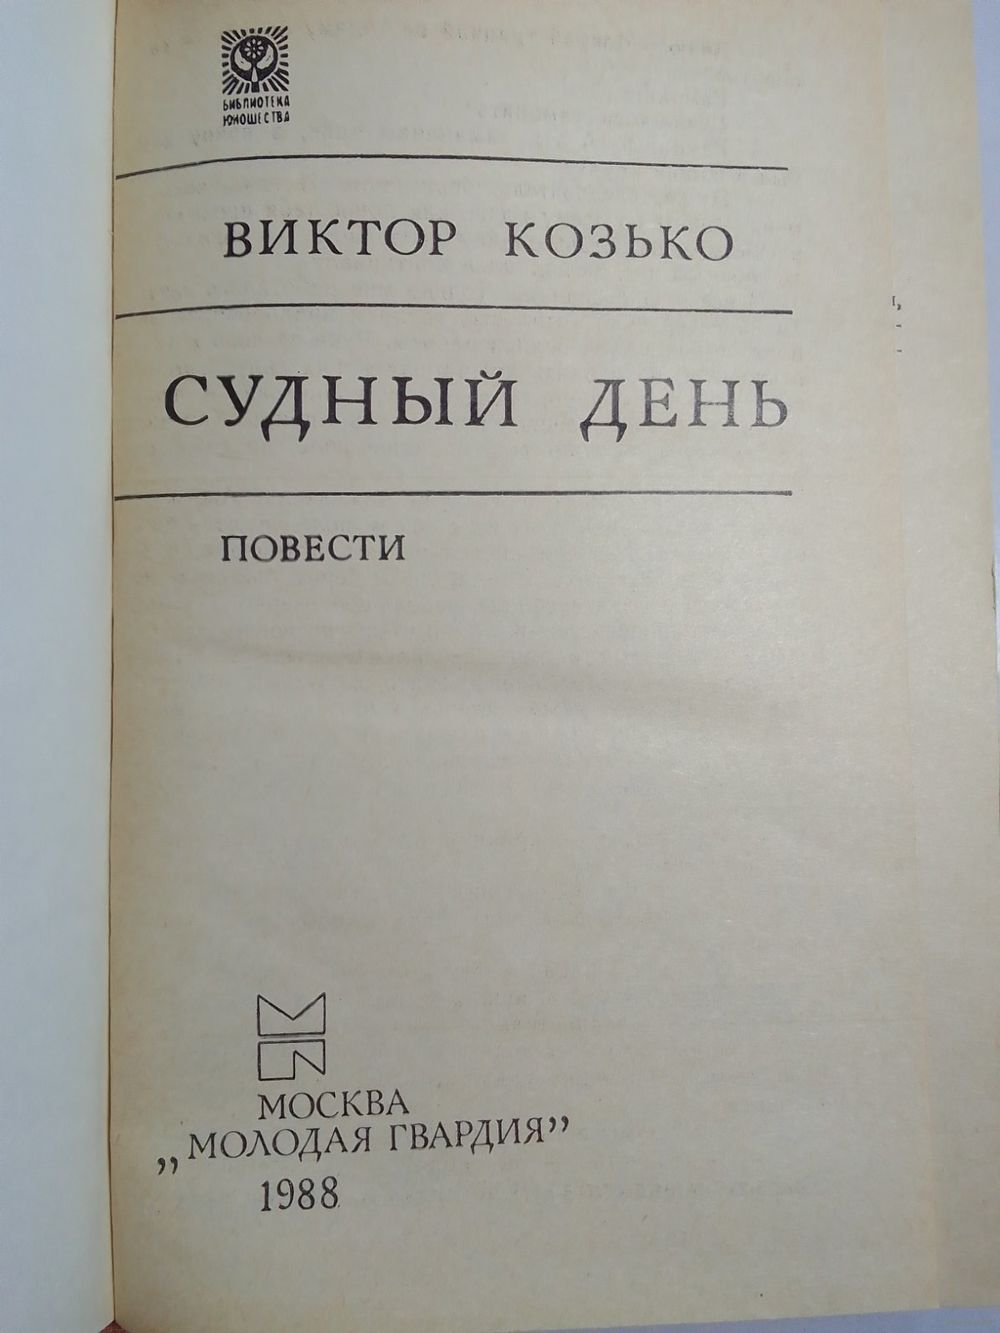 БИБЛИОТЕКА
ЮНОШЕСТВА
ВИКТОР КОЗЬКО
СУДНЫЙ ДЕНЬ
ПОВЕСТИ
МОСКВА
„МОЛОДАЯ ГВАРДИЯ”
1988